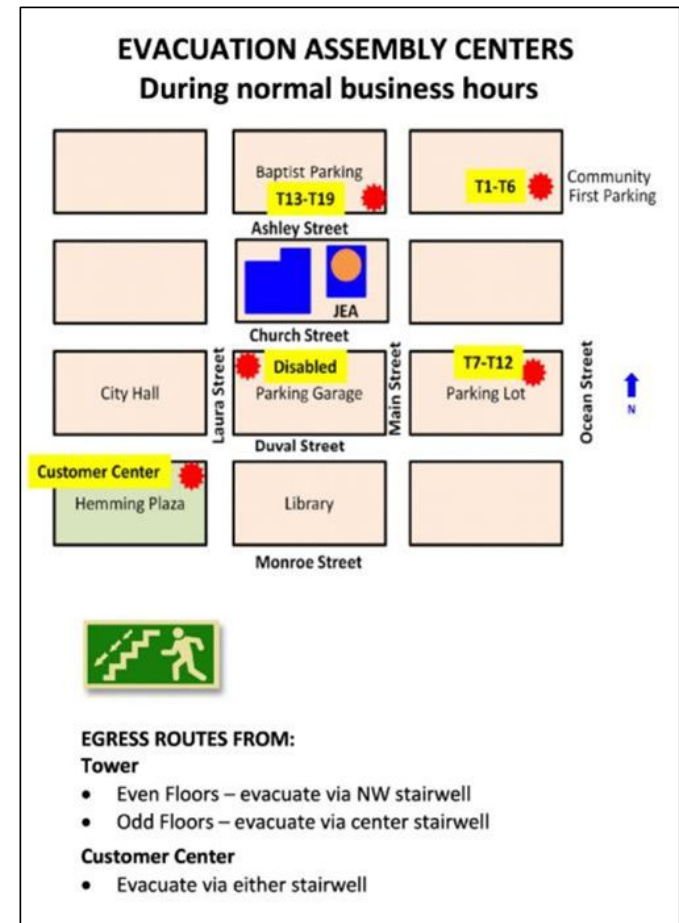 EVACUATION ASSEMBLY CENTERS
During normal business hours
Baptist Parking
T13-T19
T1-T6
Community
First Parking
Ashley Street
JEA
Church Street
Laura Street
Disabled
Parking Garage
City Hall
Main Street
T7-T12
Parking Lot
Ocean Street
N
Duval Street
Customer Center
Hemming Plaza
Library
Monroe Street
EGRESS ROUTES FROM:
Tower
• Even Floors – evacuate via NW stairwell
• Odd Floors – evacuate via center stairwell
Customer Center
• Evacuate via either stairwell